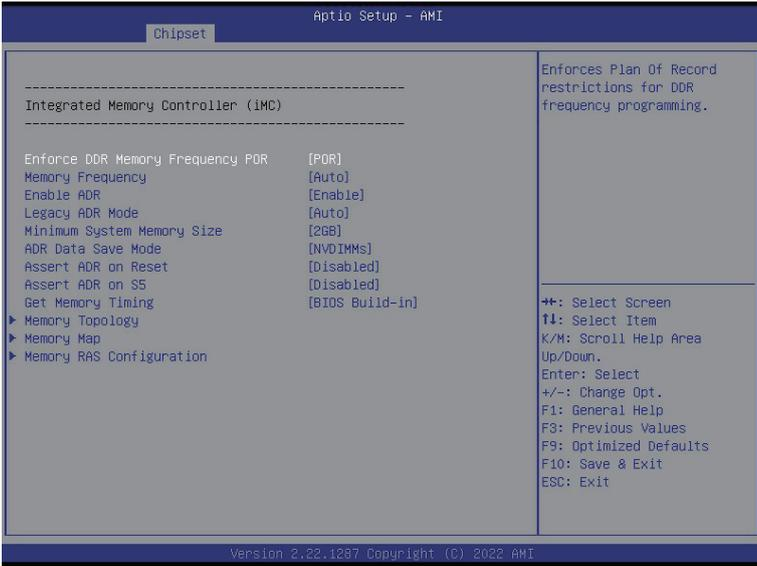 Aptio Setup – AMI
Chipset
--------------------------------------------------
Integrated Memory Controller (iMC)
--------------------------------------------------
Enforce DDR Memory Frequency POR [POR]
Memory Frequency [Auto]
Enable ADR [Enable]
Legacy ADR Mode [Auto]
Minimum System Memory Size [2GB]
ADR Data Save Mode [NVDIMMs]
Assert ADR on Reset [Disabled]
Assert ADR on S5 [Disabled]
Get Memory Timing [BIOS Build-in]
▶ Memory Topology
▶ Memory Map
▶ Memory RAS Configuration
Enforces Plan Of Record
restrictions for DDR
frequency programming.
→←: Select Screen
↑↓: Select Item
K/M: Scroll Help Area
Up/Down.
Enter: Select
+/-: Change Opt.
F1: General Help
F3: Previous Values
F9: Optimized Defaults
F10: Save & Exit
ESC: Exit
Version 2.22.1287 Copyright (C) 2022 AMI